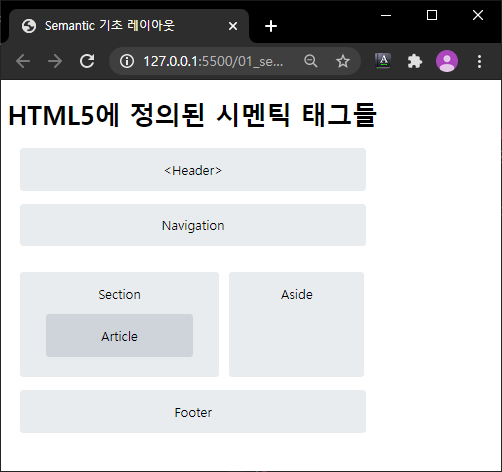 Semantic 기초 레이아웃
127.0.0.1:5500/01_se...
HTML5에 정의된 시멘틱 태그들
<Header>
Navigation
Section
Aside
Article
Footer